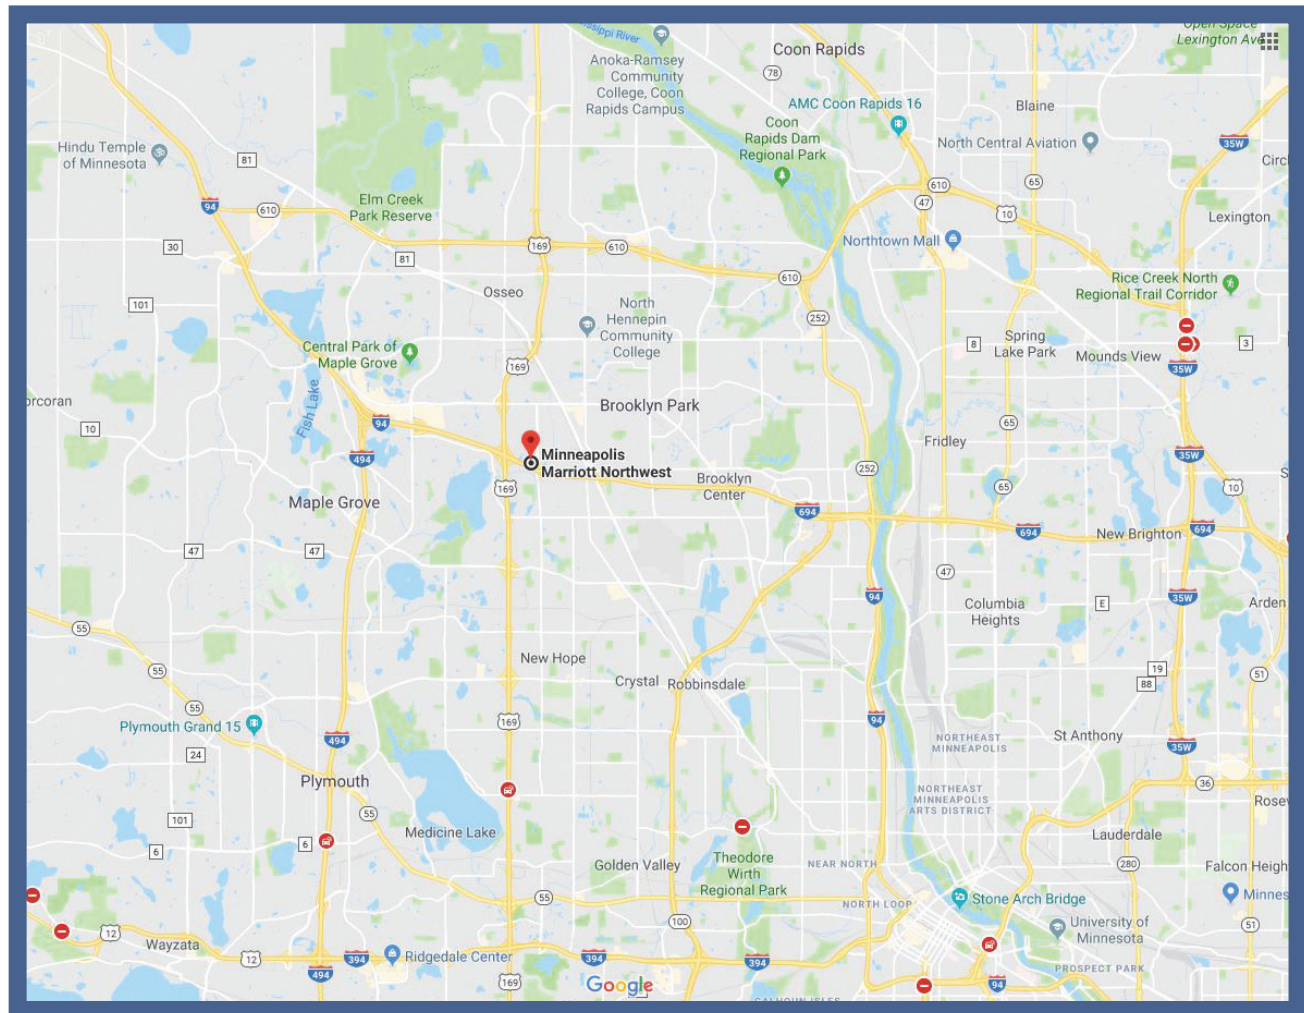 Mississippi River
Coon Rapids
Open Space
Lexington Ave
94
169
78
Anoka-Ramsey
Community
College, Coon
Rapids Campus
AMC Coon Rapids 16
Blaine
Coon
Rapids Dam
Regional Park
North Central Aviation
35W
Hindu Temple
of Minnesota
81
65
610
47
10
Elm Creek
Park Reserve
94
610
Lexington
30
169
610
Northtown Mall
81
610
Rice Creek North
Regional Trail Corridor
101
Osseo
North
Hennepin
Community
College
252
Spring
Lake Park
8
3
Mounds View
Central Park of
Maple Grove
169
35W
Fish Lake
orcoran
Brooklyn Park
10
94
65
494
Minneapolis
Marriott Northwest
Fridley
35W
252
Maple Grove
169
Brooklyn
Center
65
10
694
694
New Brighton
694
47
47
47
94
35W
Columbia
Heights
E
Arden
55
New Hope
55
Crystal
Robbinsdale
19
88
51
55
Plymouth Grand 15
169
94
494
NORTHEAST
MINNEAPOLIS
St Anthony
35W
24
Plymouth
36
NORTHEAST
MINNEAPOLIS
ARTS DISTRICT
Rosev
55
101
6
6
Medicine Lake
Lauderdale
Golden Valley
Theodore
Wirth
Regional Park
NEAR NORTH
280
Falcon Heigh
55
NORTH LOOP
Stone Arch Bridge
Minnes
12
Wayzata
100
University of
Minnesota
51
12
394
Ridgedale Center
394
394
494
169
Google
94
PROSPECT PARK
CALHOUN ISLES